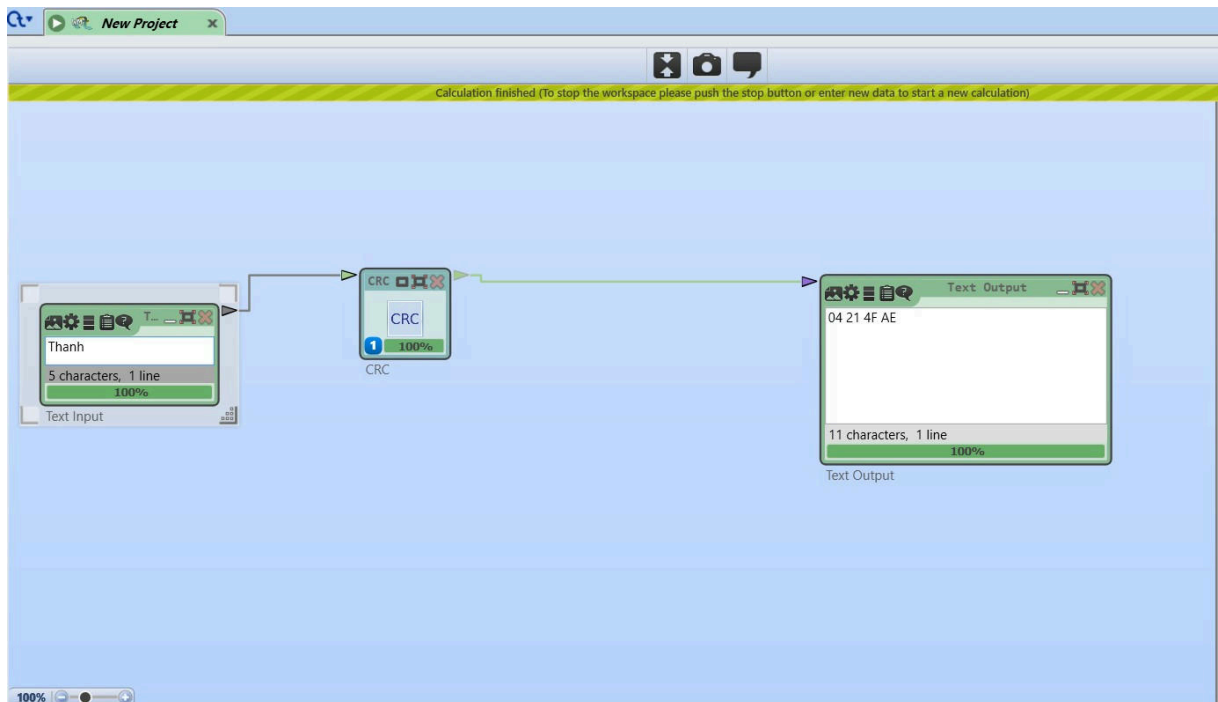 New Project
Calculation finished (To stop the workspace please push the stop button or enter new data to start a new calculation)
T...
Thanh
5 characters, 1 line
100%
Text Input
CRC
CRC
1 100%
CRC
Text Output
04 21 4F AE
11 characters, 1 line
100%
Text Output
100%